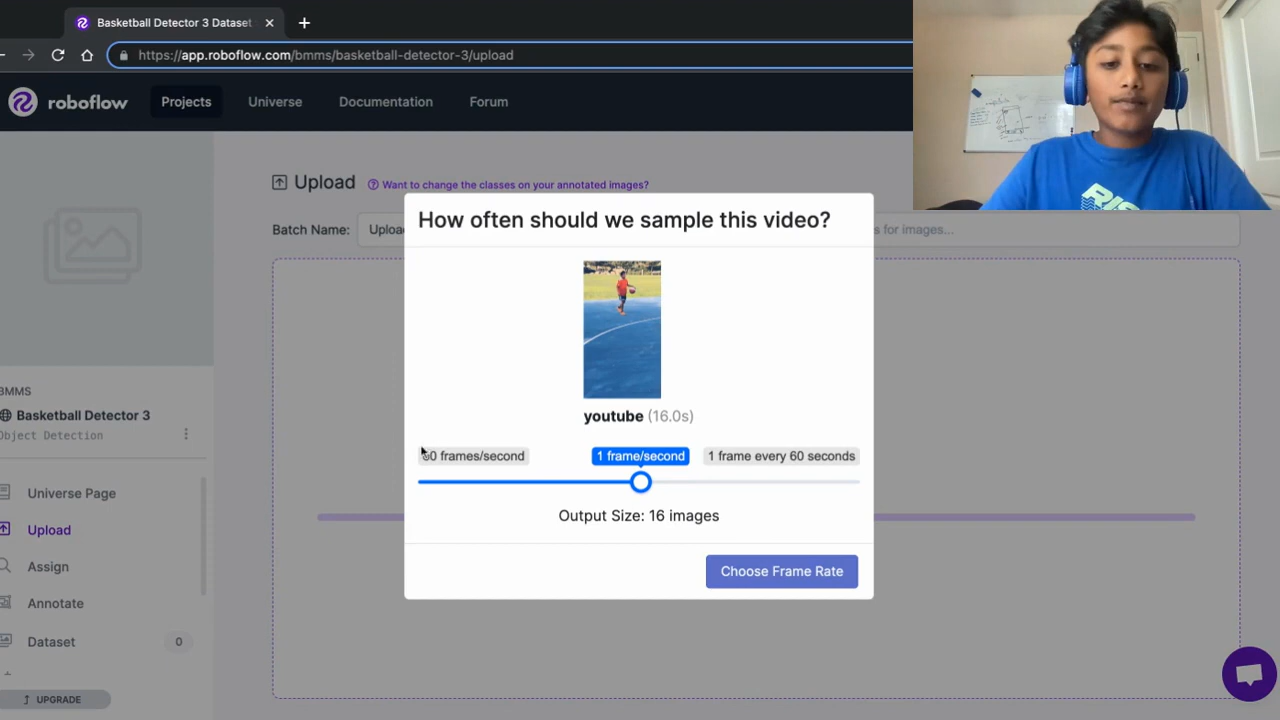 Basketball Detector 3 Dataset
https://app.roboflow.com/bmms/basketball-detector-3/upload
roboflow
Projects
Universe
Documentation
Forum
Upload
Want to change the classes on your annotated images?
Batch Name:
s for images...
How often should we sample this video?
youtube (16.0s)
60 frames/second
1 frame/second
1 frame every 60 seconds
Output Size: 16 images
Choose Frame Rate
BMMS
Basketball Detector 3
Object Detection
Universe Page
Upload
Assign
Annotate
Dataset
0
UPGRADE